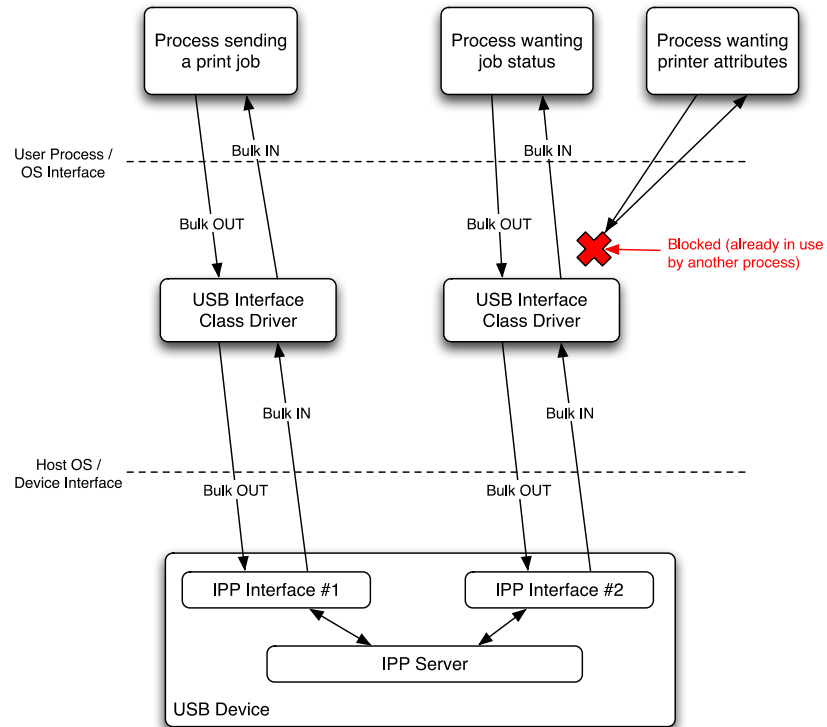 Process sending
a print job
Process wanting
job status
Process wanting
printer attributes
Bulk IN
Bulk IN
User Process /
OS Interface
Bulk OUT
Bulk OUT
Blocked (already in use
by another process)
USB Interface
Class Driver
USB Interface
Class Driver
Bulk IN
Bulk IN
Host OS /
Device Interface
Bulk OUT
Bulk OUT
IPP Interface #1
IPP Interface #2
IPP Server
USB Device